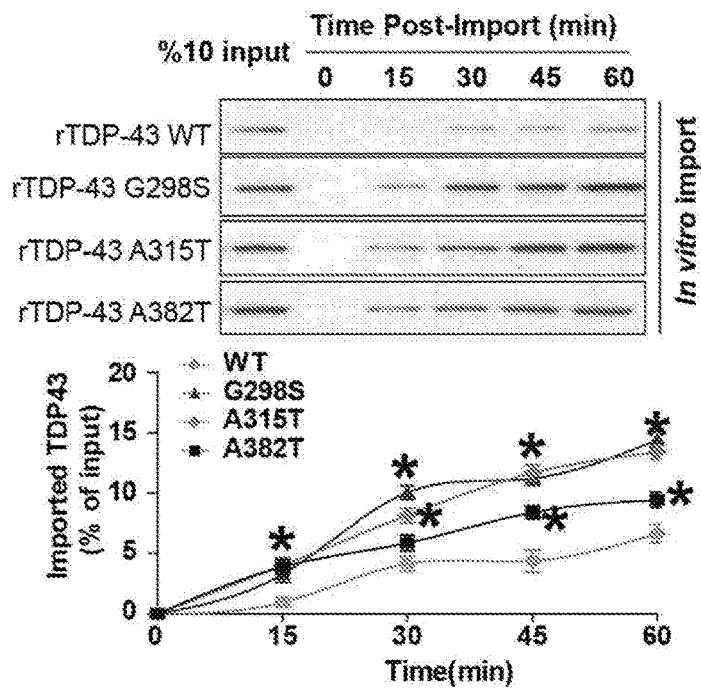 Time Post-Import (min)
%10 input
0 15 30 45 60
rTDP-43 WT
rTDP-43 G298S
rTDP-43 A315T
rTDP-43 A382T
In vitro import
20
15
10
5
0
Imported TDP43
(% of input)
WT
G298S
A315T
A382T
* * * * * * * *
0 15 30 45 60
Time(min)